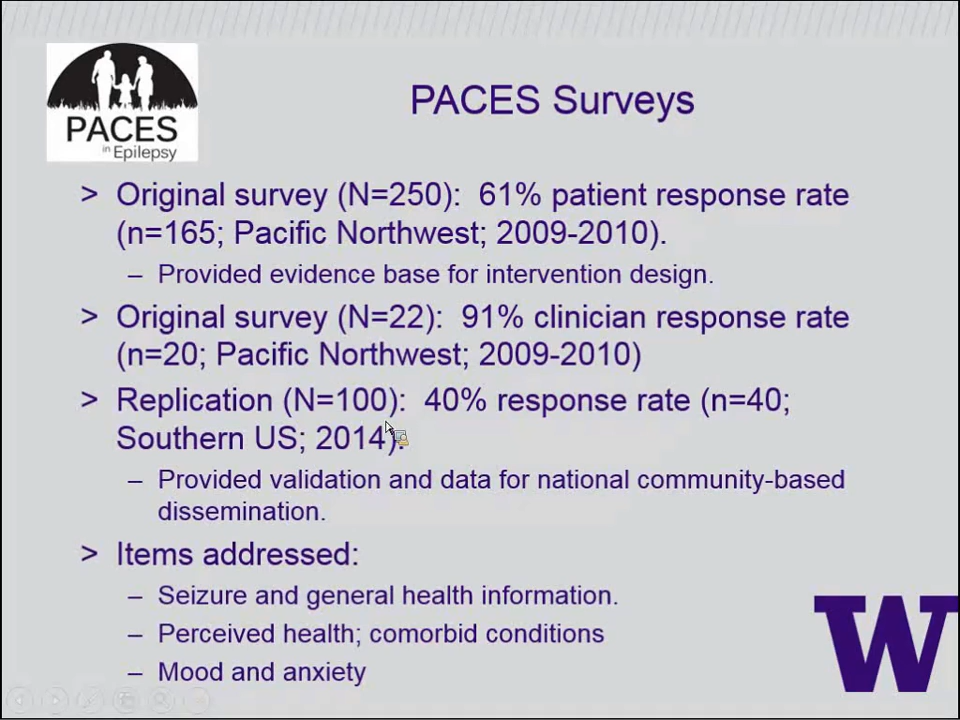 PACES
in Epilepsy
PACES Surveys
> Original survey (N=250): 61% patient response rate
(n=165; Pacific Northwest; 2009-2010).
– Provided evidence base for intervention design.
> Original survey (N=22): 91% clinician response rate
(n=20; Pacific Northwest; 2009-2010)
> Replication (N=100): 40% response rate (n=40;
Southern US; 2014).
– Provided validation and data for national community-based
dissemination.
> Items addressed:
– Seizure and general health information.
– Perceived health; comorbid conditions
– Mood and anxiety
W